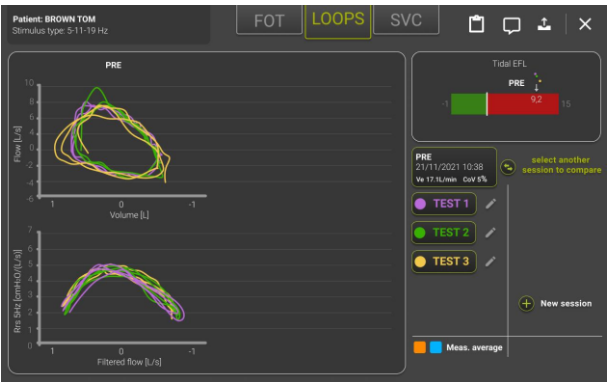 Patient: BROWN TOM
Stimulus type: 5-11-19 Hz
FOT
LOOPS
SVC
PRE
10
8
6
4
2
0
-2
-4
-6
Flow [L/s]
1
0
-1
Volume [L]
7
6
5
4
3
2
1
0
Rrs 5Hz [cmH₂O/(L/s)]
1
0
-1
Filtered flow [L/s]
Tidal EFL
PRE
-1
9,2
15
PRE
21/11/2021 10:38
Ve 17.1L/min CoV 5%
select another
session to compare
TEST 1
TEST 2
TEST 3
New session
Meas. average